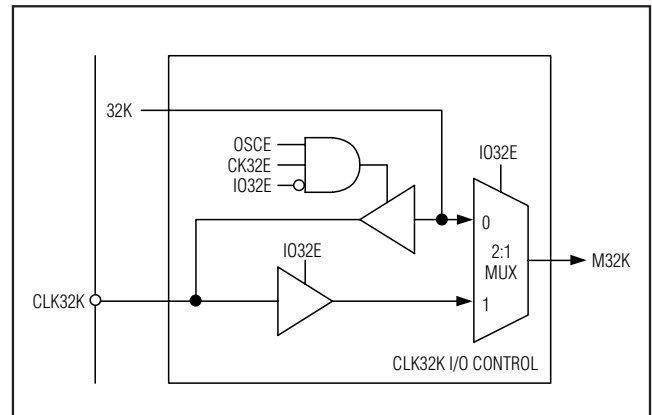 32K
OSCE
CK32E
IO32E
IO32E
0
2:1
MUX
M32K
IO32E
CLK32K
1
CLK32K I/O CONTROL